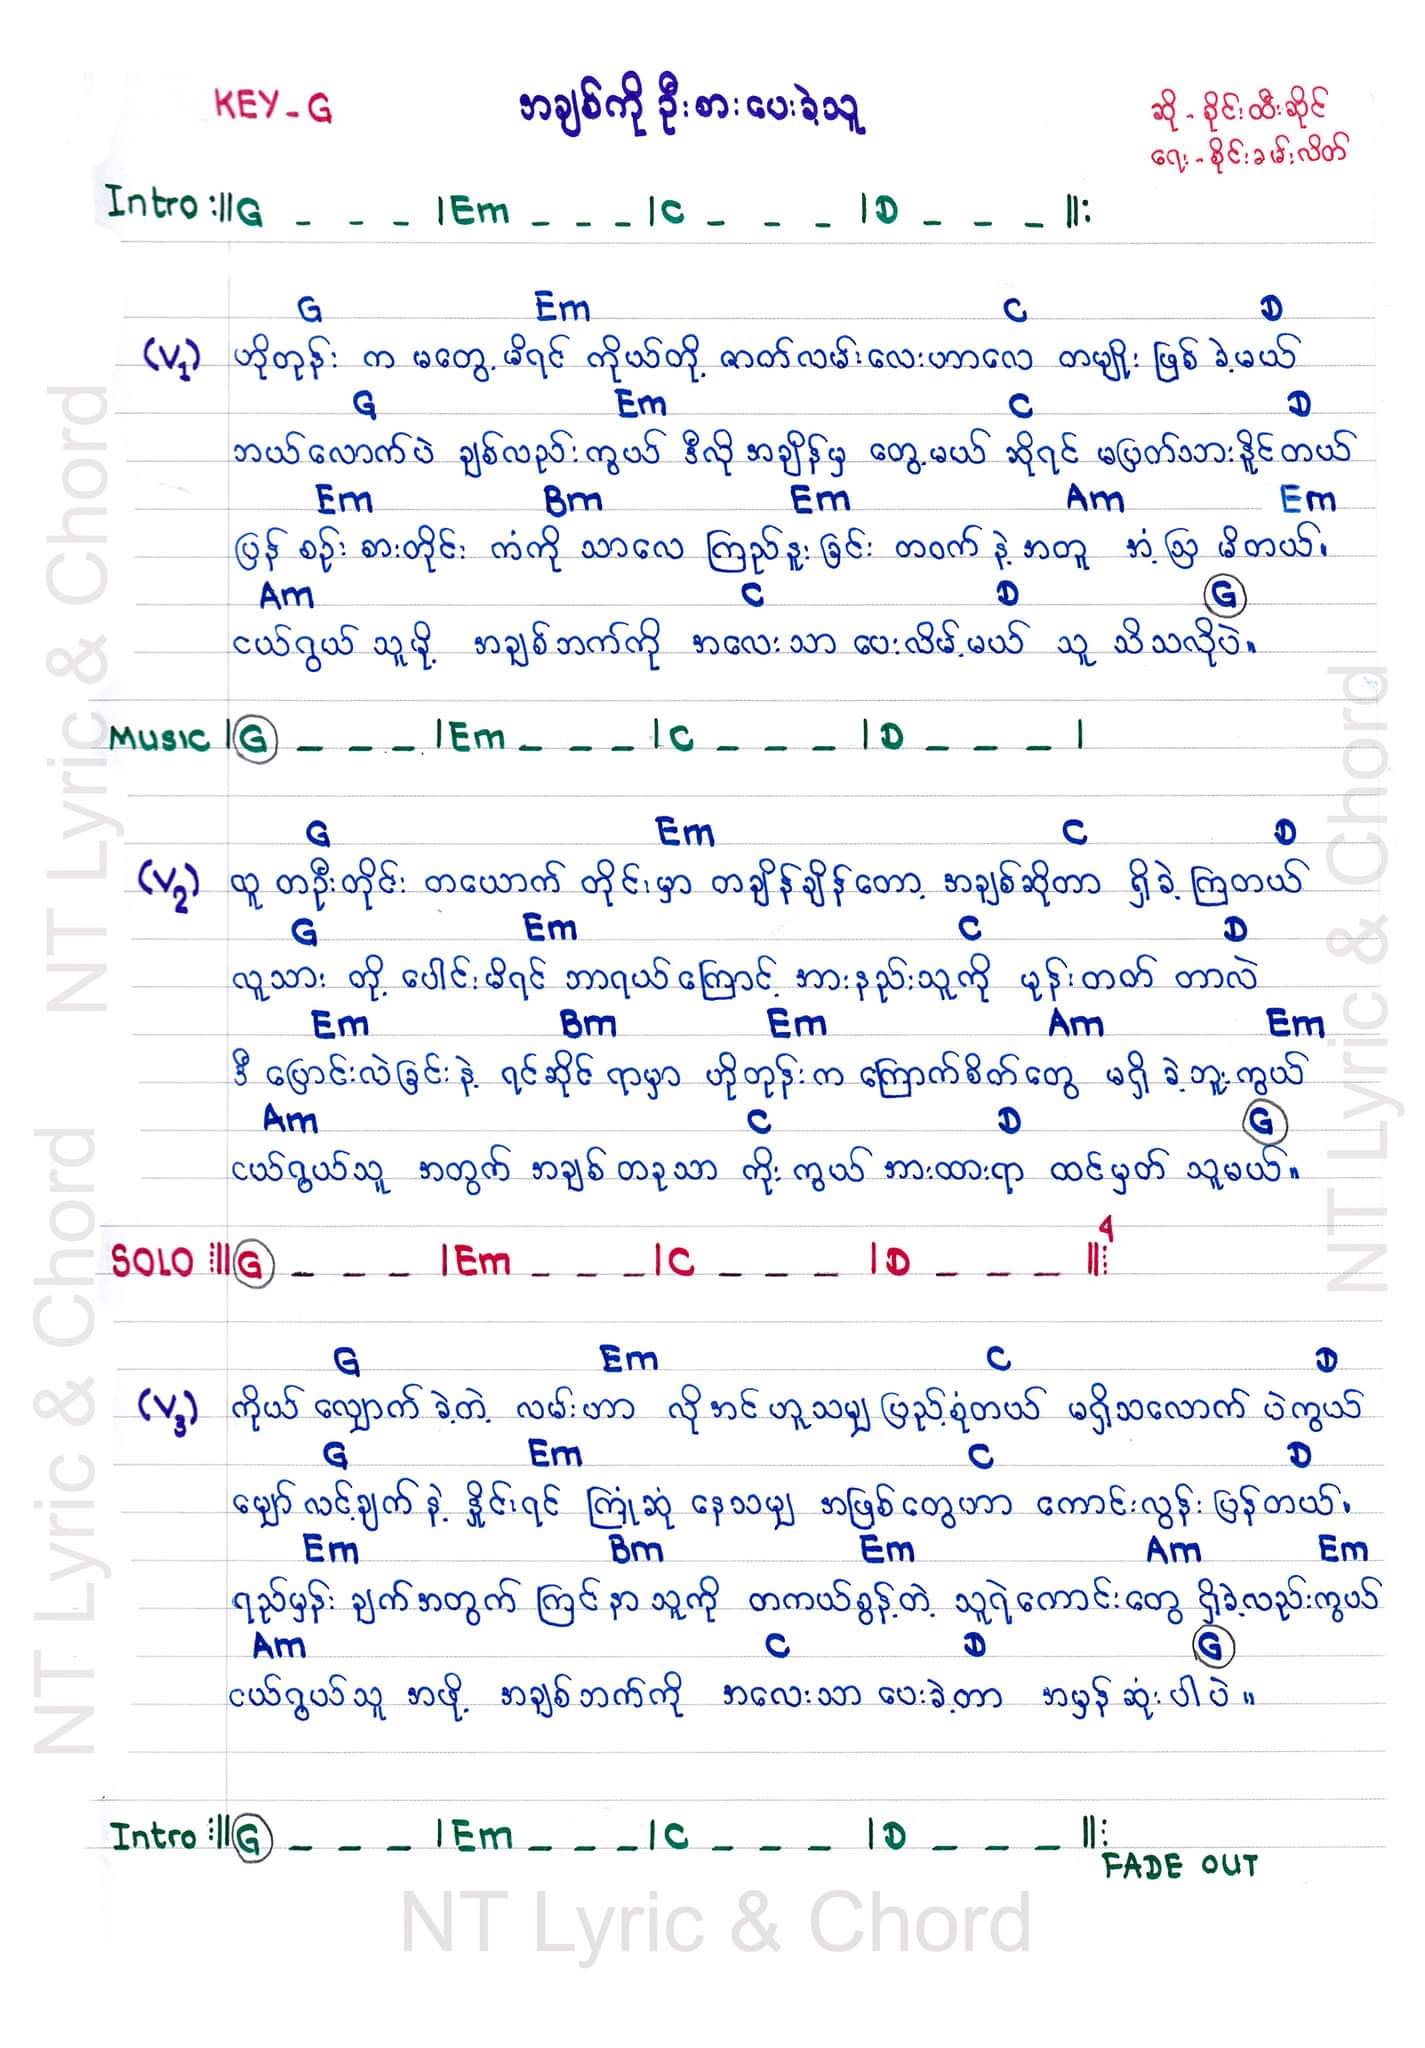 KEY - G
အချစ်ကို ဦးစားပေးခဲ့သူ
ဆို - စိုင်းထီးဆိုင်
ရေး - စိုင်းခမ်းလိတ်
Intro :||G _ _ _ |Em _ _ _ |C _ _ _ |D _ _ _ ||:
G Em C D
(V1) ဟိုတုန်း က မတွေ့မိရင် ကိုယ်တို့ ဇာတ်လမ်းလေးဟာလေ တမျိုး ဖြစ် ခဲ့မယ်
G Em C D
ဘယ်လောက်ပဲ ချစ်လည်းကွယ် ဒီလို အချိန်မှ တွေ့မယ် ဆိုရင် မမြတ်သားနိုင်တယ်
Em Bm Em Am Em
ပြန် စဉ်း စားတိုင်း ကံကို သာလေ ကြည်နူး ခြင်း တဝက် နဲ့ အတူ အံ့ သြ မိတယ်၊
Am C D G
ငယ်ရွယ် သူမို့ အချစ်ဘက်ကို အလေးသာ ပေးလိမ့်မယ် သူ သိသလိုပဲ။
Music |G _ _ _ |Em _ _ _ |C _ _ _ |D _ _ _ |
G Em C D
(V2) လူ တဦးတိုင်း တယောက် တိုင်းမှာ တချိန်ချိန်တော့ အချစ်ဆိုတာ ရှိခဲ့ ကြတယ်
G Em C D
လူသား တို့ ပေါင်းမိရင် ဘာရယ်ကြောင့် အားနည်းသူကို မုန်းတတ် တာလဲ
Em Bm Em Am Em
ဒီ ပြောင်းလဲခြင်း နဲ့ ရင်ဆိုင် ရာမှာ ဟိုတုန်းက ကြောက်စိတ်တွေ မရှိ ခဲ့ဘူးကွယ်
Am C D G
ငယ်ရွယ်သူ အတွက် အချစ် တခုသာ ကိုး ကွယ် အားထားရာ ထင်မှတ် သူမယ်။
SOLO :||G _ _ _ |Em _ _ _ |C _ _ _ |D _ _ _ ||: 4
G Em C D
(V3) ကိုယ် လျှောက် ခဲ့တဲ့ လမ်းဟာ လိုအင် ဟူသမျှ ပြည့်စုံတယ် မရှိသလောက် ပဲကွယ်
G Em C D
မျှော် လင့်ချက် နဲ့ နှိုင်းရင် ကြုံဆုံ နေသမျှ အဖြစ်တွေဟာ ကောင်းလွန်း ပြန်တယ်၊
Em Bm Em Am Em
ရည်မှန်း ချက်အတွက် ကြင်နာ သူကို တကယ်စွန့်တဲ့ သူရဲကောင်းတွေ ရှိခဲ့လည်းကွယ်
Am C D G
ငယ်ရွယ်သူ အဖို့ အချစ်ဘက်ကို အလေးသာ ပေးခဲ့တာ အမှန် ဆုံး ပါ ပဲ ။
Intro :||G _ _ _ |Em _ _ _ |C _ _ _ |D _ _ _ ||:
FADE OUT
NT Lyric & Chord
NT Lyric & Chord
NT Lyric & Chord
NT Lyric & Chord